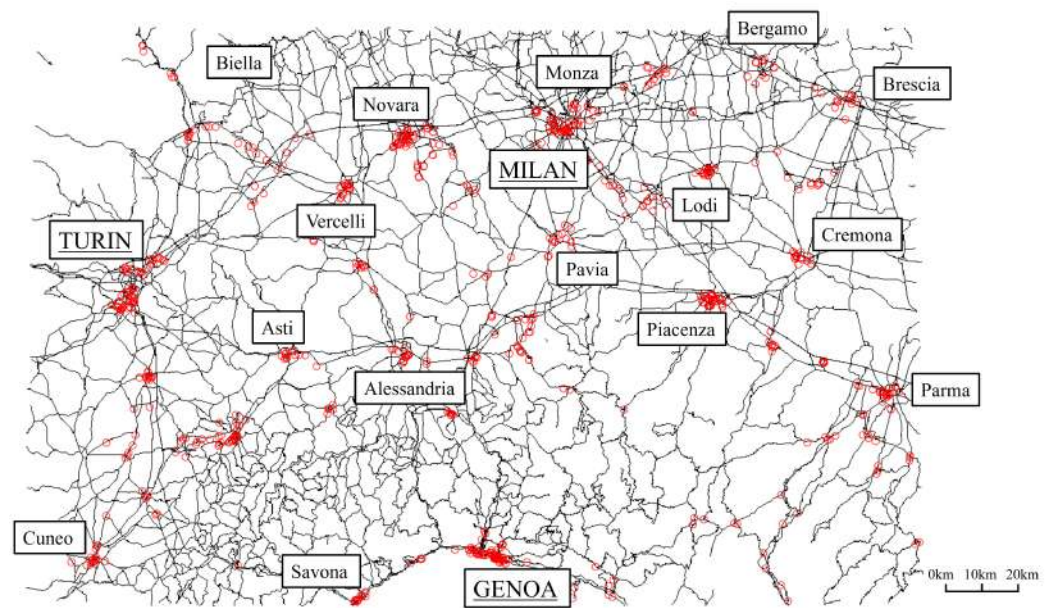 Bergamo
Biella
Monza
Brescia
Novara
MILAN
Lodi
Vercelli
TURIN
Cremona
Pavia
Asti
Piacenza
Alessandria
Parma
Cuneo
Savona
GENOA
0km 10km 20km